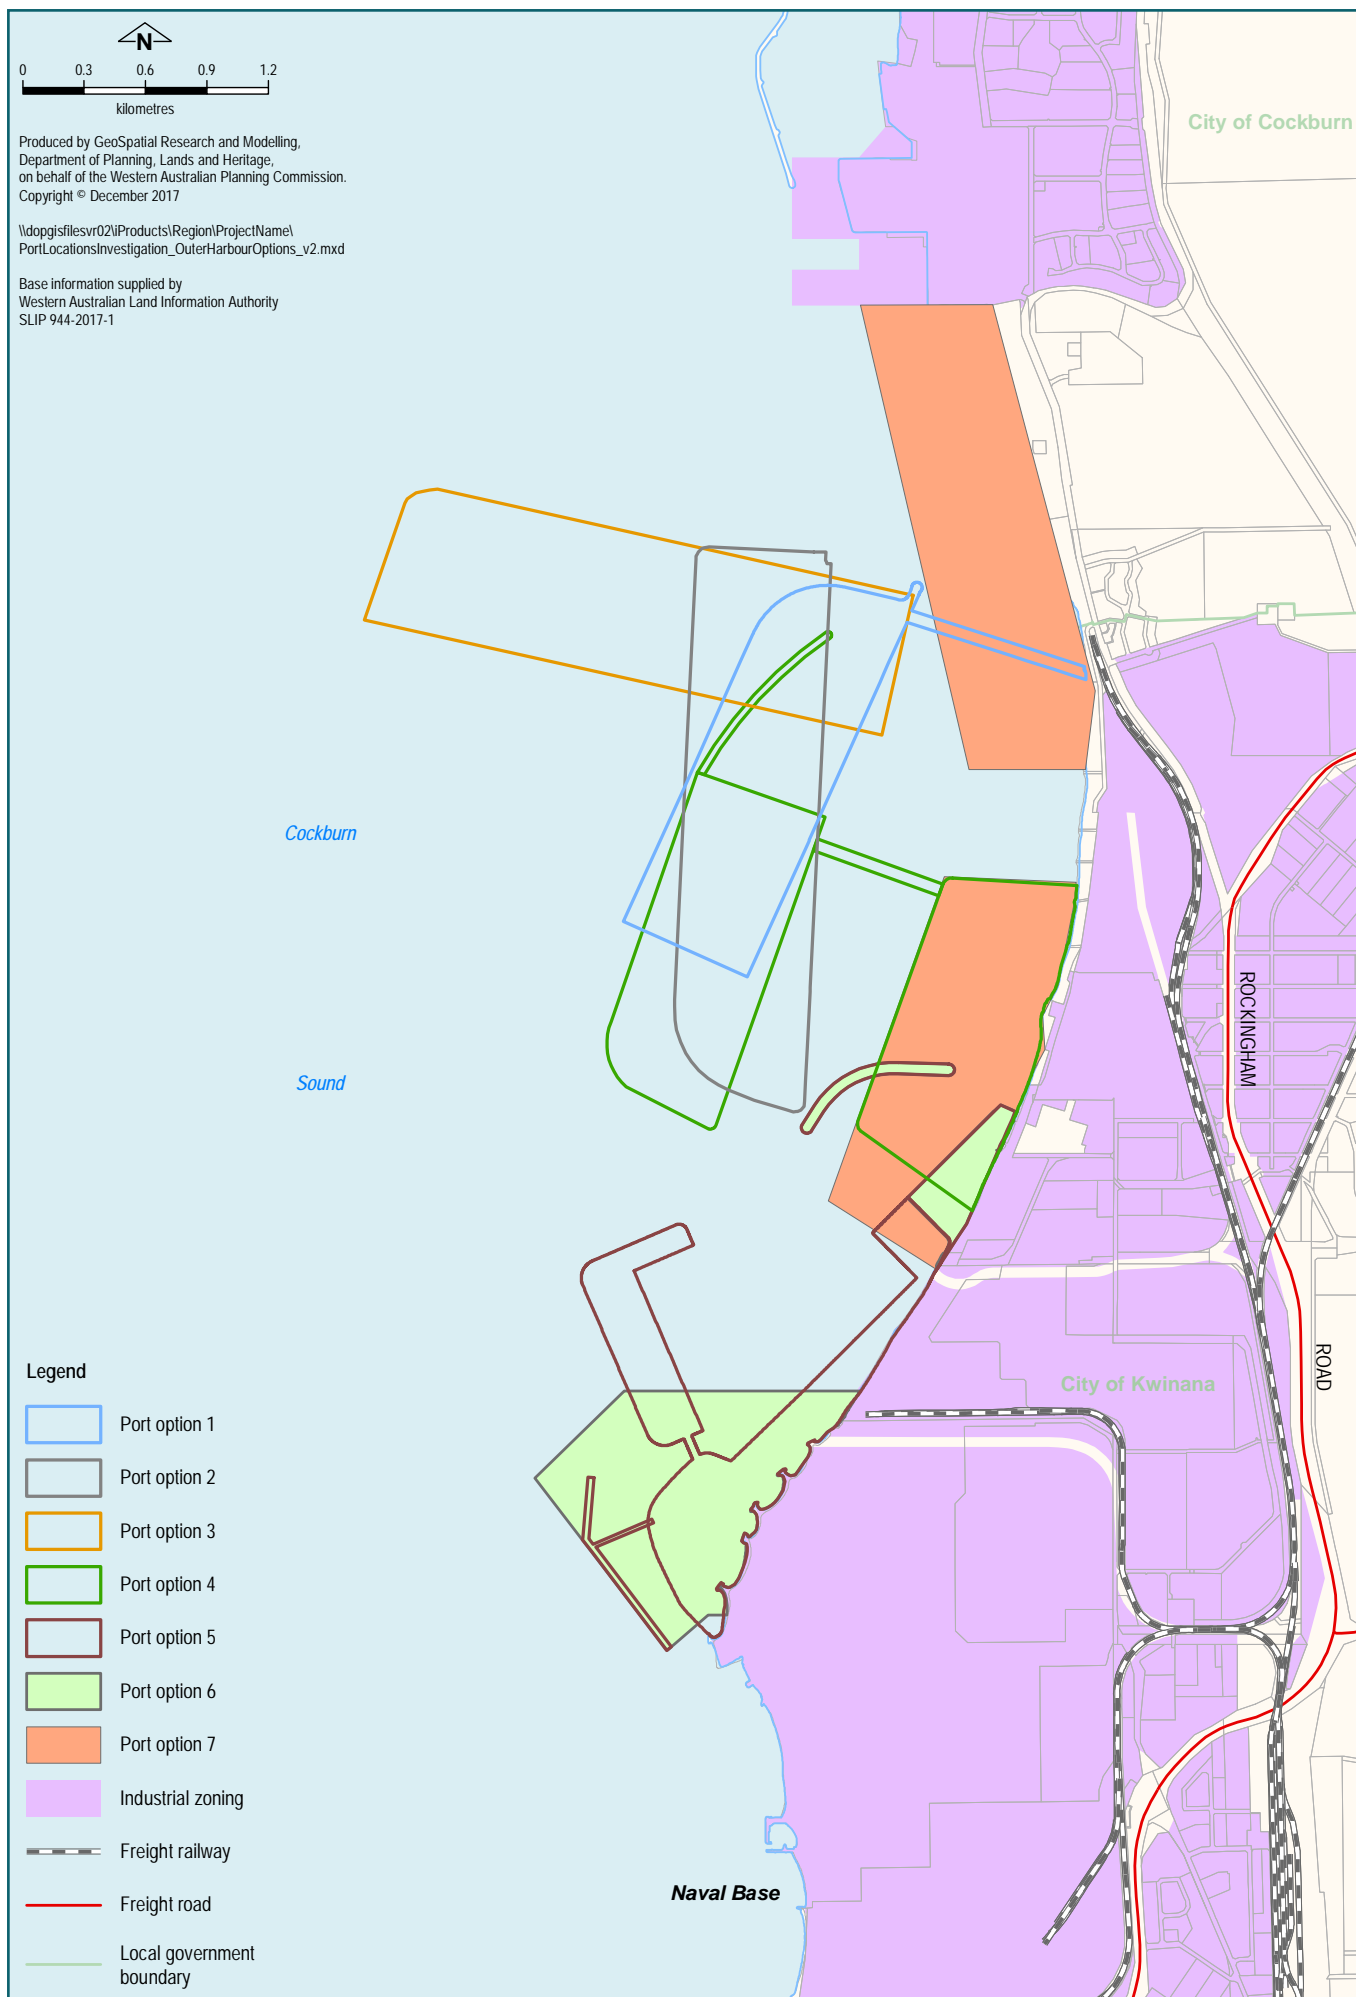 N
0 0.3 0.6 0.9 1.2
kilometres
Produced by GeoSpatial Research and Modelling,
Department of Planning, Lands and Heritage,
on behalf of the Western Australian Planning Commission.
Copyright © December 2017
\\dopgisfilesvr02\iProducts\Region\ProjectName\
PortLocationsInvestigation_OuterHarbourOptions_v2.mxd
Base information supplied by
Western Australian Land Information Authority
SLIP 944-2017-1
City of Cockburn
Cockburn
Sound
ROCKINGHAM
ROAD
City of Kwinana
Naval Base
Legend
Port option 1
Port option 2
Port option 3
Port option 4
Port option 5
Port option 6
Port option 7
Industrial zoning
Freight railway
Freight road
Local government
boundary